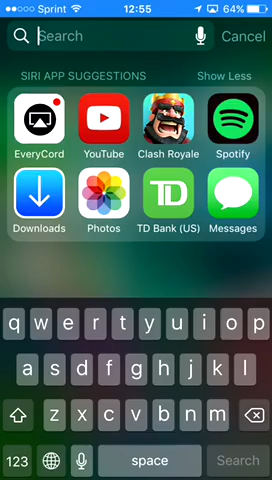 Sprint 12:55 64%
Search Cancel
SIRI APP SUGGESTIONS Show Less
EveryCord YouTube Clash Royale Spotify
TD
Downloads Photos TD Bank (US) Messages
q w e r t y u i o p
a s d f g h j k l
z x c v b n m
123 space Search